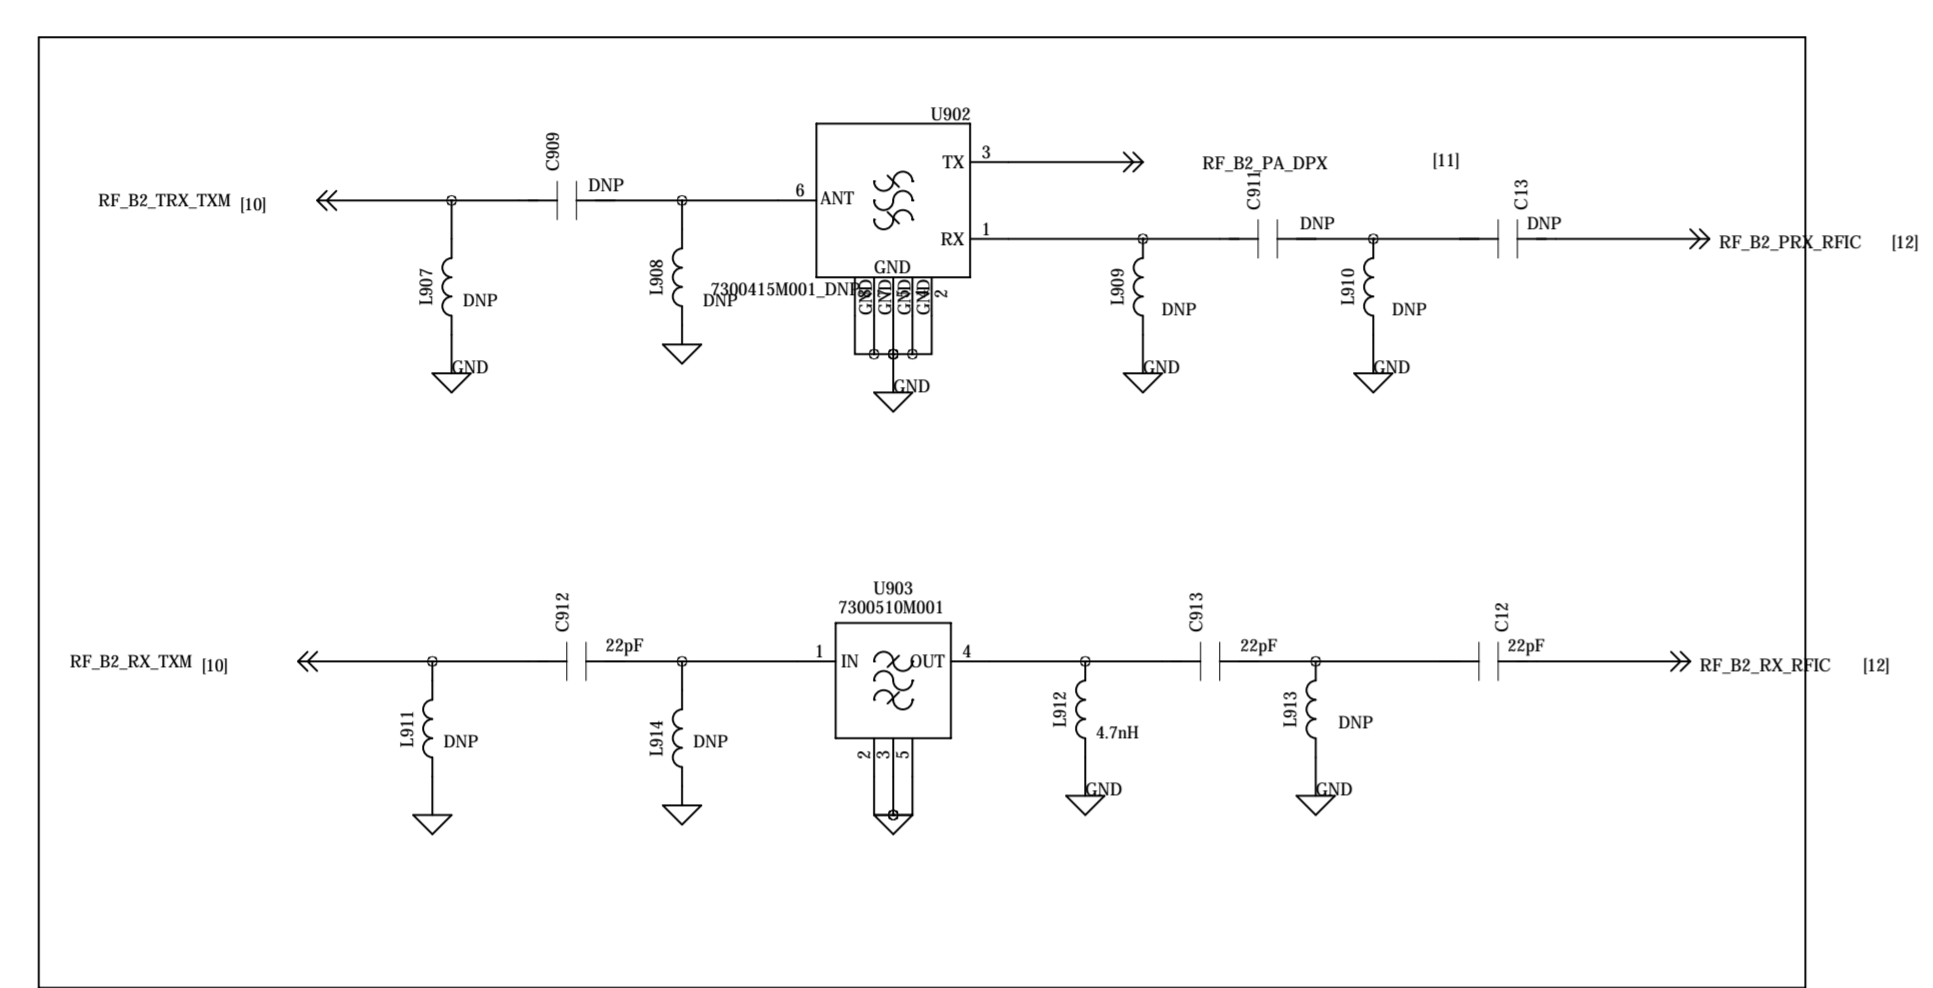 U902
C909
DNP
RF_B2_TRX_TXM [10]
6
ANT
TX
3
RF_B2_PA_DPX [11]
RX
1
GND
C911
DNP
C13
DNP
RF_B2_PRX_RFIC [12]
L907
DNP
GND
L908
DNP
7300415M001_DNP
GND
GND
GND
GND
2
GND
L909
DNP
GND
L910
DNP
GND
U903
7300510M001
C912
22pF
RF_B2_RX_TXM [10]
1
IN
OUT
4
C913
22pF
C12
22pF
RF_B2_RX_RFIC [12]
L911
DNP
L914
DNP
2
3
5
L912
4.7nH
GND
L913
DNP
GND